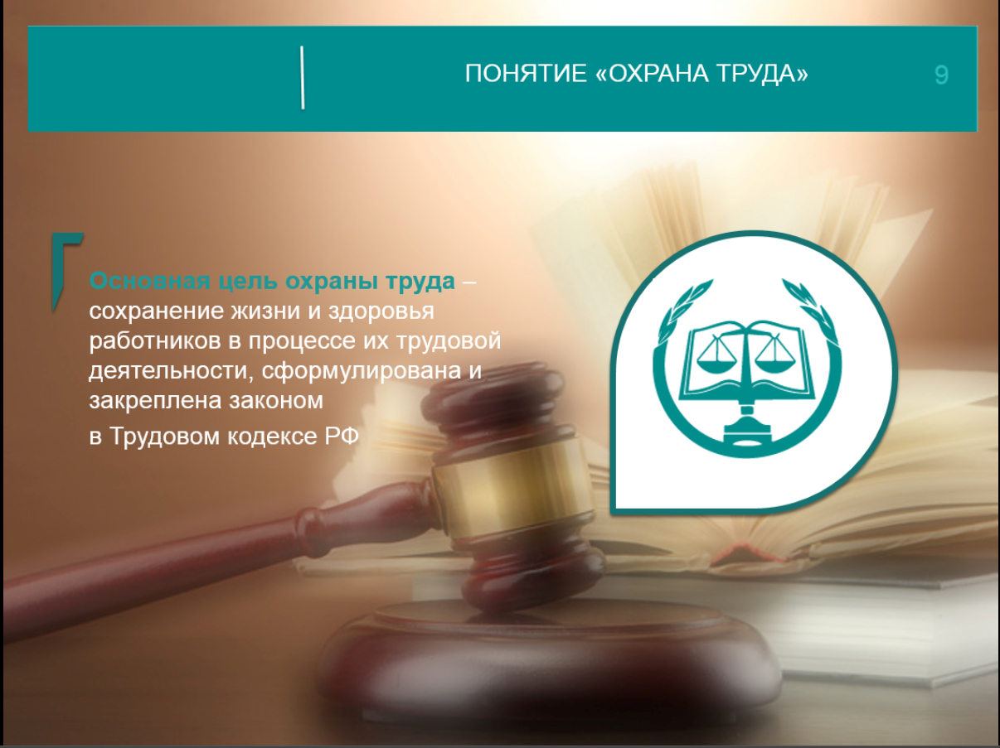 ПОНЯТИЕ «ОХРАНА ТРУДА»
9
Основная цель охраны труда –
сохранение жизни и здоровья
работников в процессе их трудовой
деятельности, сформулирована и
закреплена законом
в Трудовом кодексе РФ